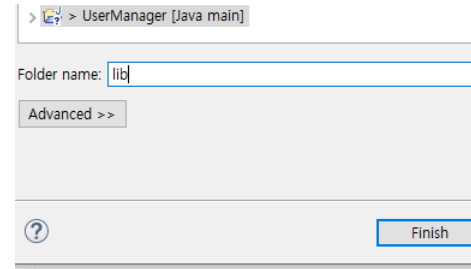 > UserManager [Java main]
Folder name: lib
Advanced >>
?
Finish